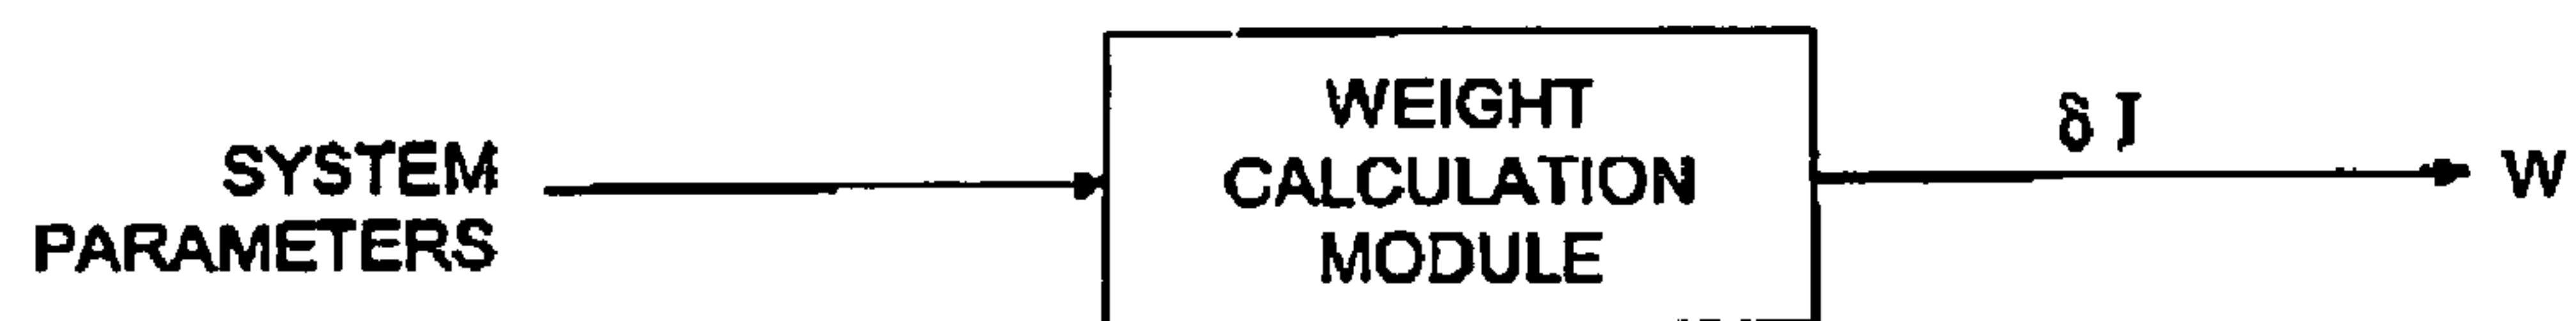 SYSTEM
PARAMETERS
WEIGHT
CALCULATION
MODULE
δ J
W